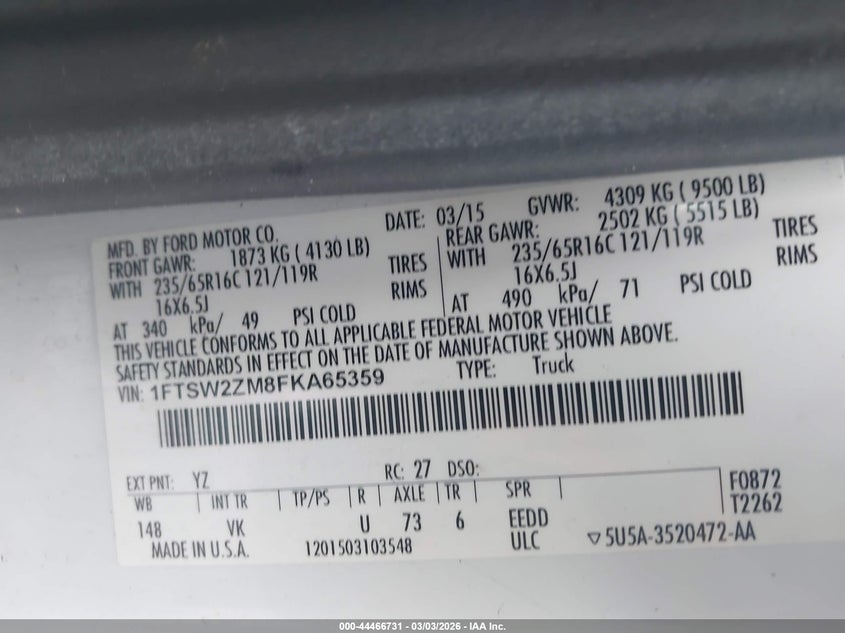 MFD. BY FORD MOTOR CO.
DATE: 03/15
GVWR: 4309 KG ( 9500 LB)
FRONT GAWR: 1873 KG ( 4130 LB)
REAR GAWR: 2502 KG ( 5515 LB)
WITH 235/65R16C 121/119R TIRES
WITH 235/65R16C 121/119R TIRES
16X6.5J RIMS
16X6.5J RIMS
AT 340 kPa/ 49 PSI COLD
AT 490 kPa/ 71 PSI COLD
THIS VEHICLE CONFORMS TO ALL APPLICABLE FEDERAL MOTOR VEHICLE
SAFETY STANDARDS IN EFFECT ON THE DATE OF MANUFACTURE SHOWN ABOVE.
VIN: 1FTSW2ZM8FKA65359
TYPE: Truck
EXT PNT: YZ RC: 27 DSO:
WB INT TR TP/PS R AXLE TR SPR F0872
148 VK U 73 6 EEDD T2262
MADE IN U.S.A. 1201503103548 ULC ▽5U5A-3520472-AA
000-44466731 - 03/03/2026 - IAA Inc.